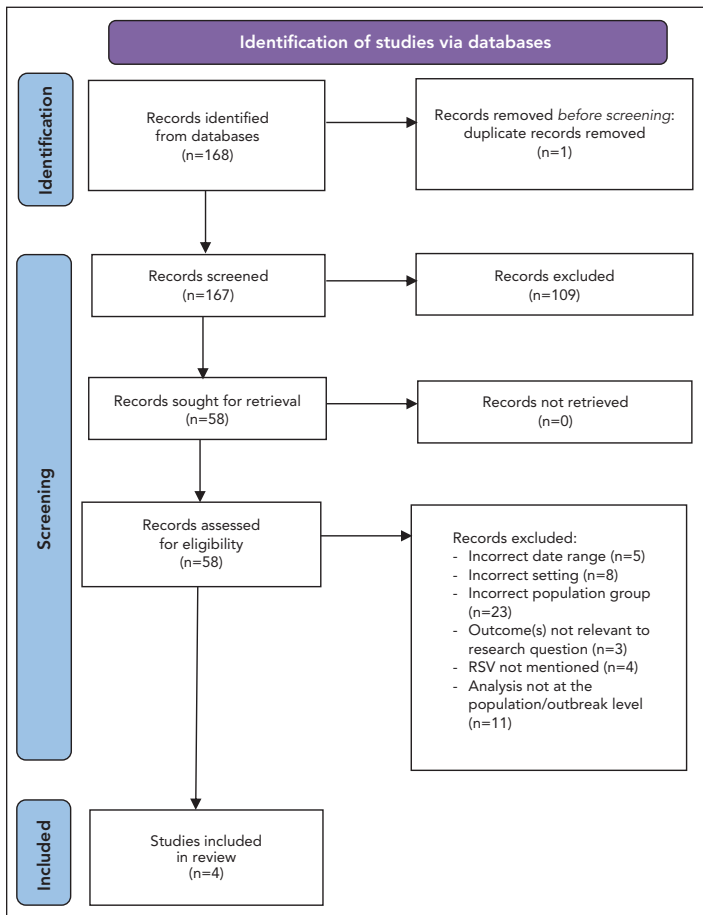 Identification of studies via databases
Identification
Records identified
from databases
(n=168)
Records removed before screening:
duplicate records removed
(n=1)
Screening
Records screened
(n=167)
Records excluded
(n=109)
Records sought for retrieval
(n=58)
Records not retrieved
(n=0)
Records assessed
for eligibility
(n=58)
Records excluded:
- Incorrect date range (n=5)
- Incorrect setting (n=8)
- Incorrect population group
(n=23)
- Outcome(s) not relevant to
research question (n=3)
- RSV not mentioned (n=4)
- Analysis not at the
population/outbreak level
(n=11)
Included
Studies included
in review
(n=4)